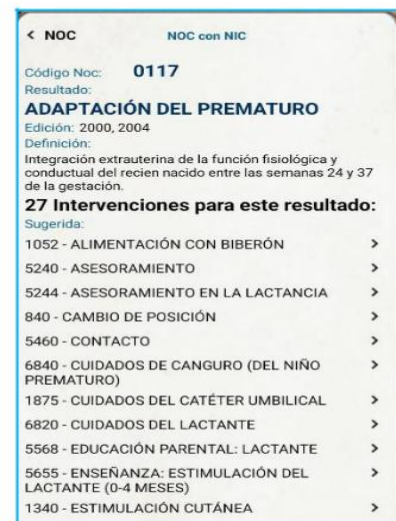 < NOC
NOC con NIC
Código Noc: 0117
Resultado:
ADAPTACIÓN DEL PREMATURO
Edición: 2000, 2004
Definición:
Integración extrauterina de la función fisiológica y
conductual del recien nacido entre las semanas 24 y 37
de la gestación.
27 Intervenciones para este resultado:
Sugerida:
1052 - ALIMENTACIÓN CON BIBERÓN >
5240 - ASESORAMIENTO >
5244 - ASESORAMIENTO EN LA LACTANCIA >
840 - CAMBIO DE POSICIÓN >
5460 - CONTACTO >
6840 - CUIDADOS DE CANGURO (DEL NIÑO >
PREMATURO)
1875 - CUIDADOS DEL CATÉTER UMBILICAL >
6820 - CUIDADOS DEL LACTANTE >
5568 - EDUCACIÓN PARENTAL: LACTANTE >
5655 - ENSEÑANZA: ESTIMULACIÓN DEL >
LACTANTE (0-4 MESES)
1340 - ESTIMULACIÓN CUTÁNEA >